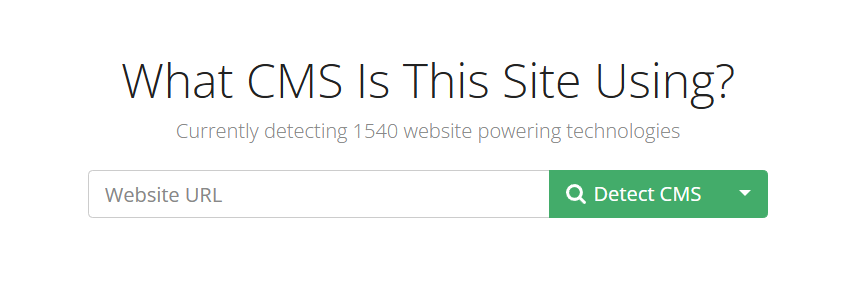 What CMS Is This Site Using?
Currently detecting 1540 website powering technologies
Website URL
Detect CMS